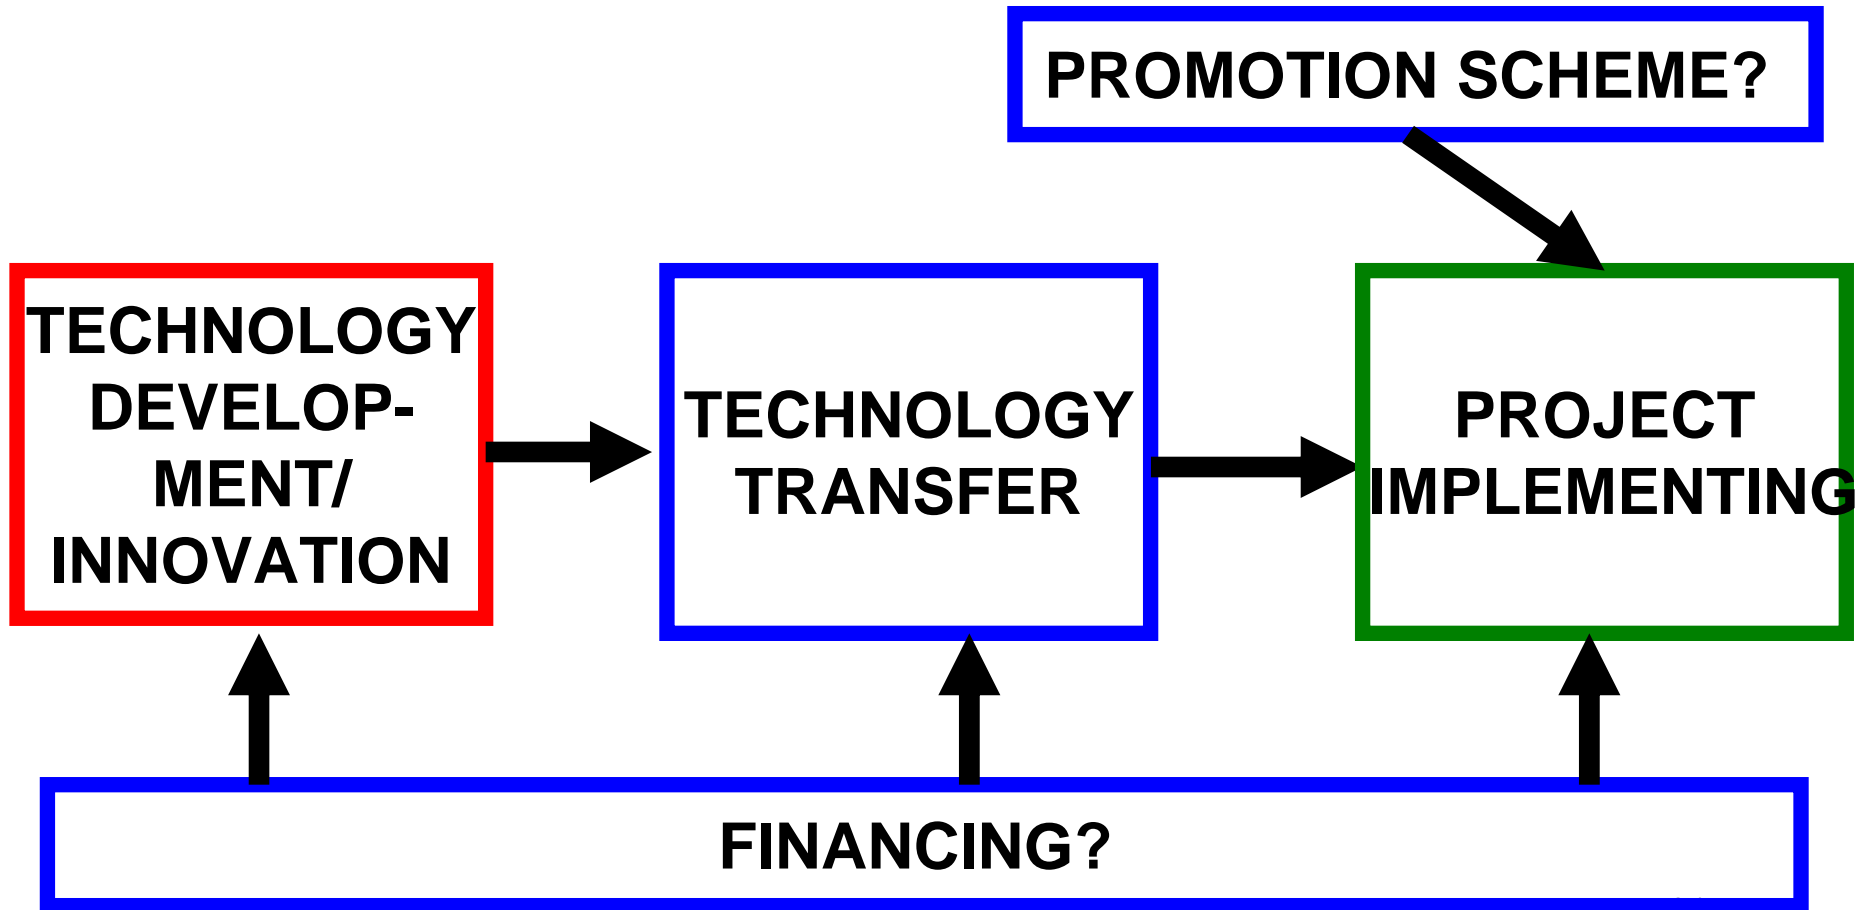 PROMOTION SCHEME?
TECHNOLOGY
DEVELOP-
MENT/
INNOVATION
TECHNOLOGY
TRANSFER
PROJECT
IMPLEMENTING
FINANCING?